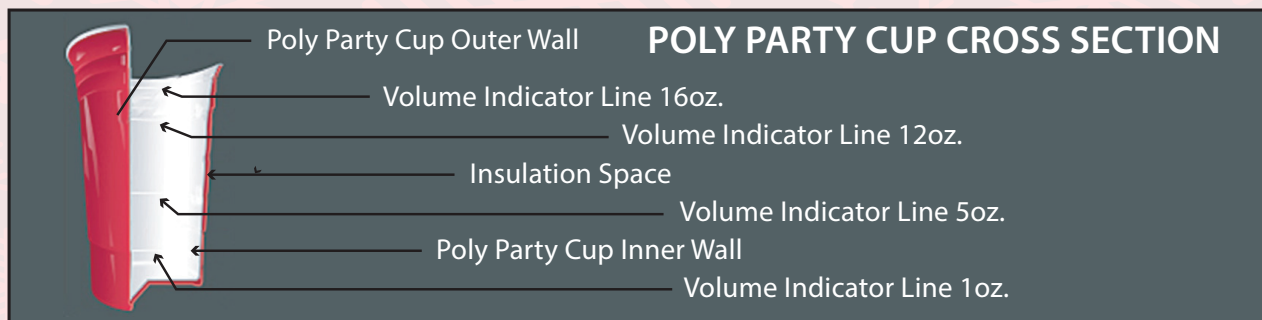 Poly Party Cup Outer Wall
POLY PARTY CUP CROSS SECTION
Volume Indicator Line 16oz.
Volume Indicator Line 12oz.
Insulation Space
Volume Indicator Line 5oz.
Poly Party Cup Inner Wall
Volume Indicator Line 1oz.